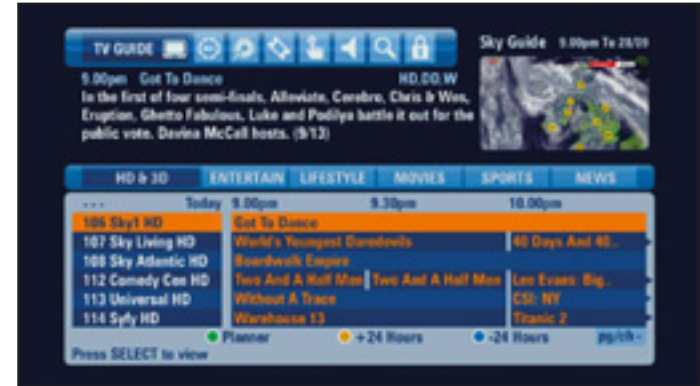 TV GUIDE
Sky Guide 9.00pm Tu 28/09
9.00pm Got To Dance HD.DD.W
In the first of four semi-finals, Alleviate, Cerebro, Chris & Wes,
Eruption, Ghetto Fabulous, Luke and Podilya battle it out for the
public vote. Davina McCall hosts. (9/13)
HD & 3D ENTERTAIN LIFESTYLE MOVIES SPORTS NEWS
--- Today 9.00pm 9.30pm 10.00pm
106 Sky1 HD Got To Dance
107 Sky Living HD World's Youngest Daredevils 40 Days And 40..
108 Sky Atlantic HD Boardwalk Empire
112 Comedy Cen HD Two And A Half Men Two And A Half Men Lee Evans: Big..
113 Universal HD Without A Trace CSI: NY
114 Syfy HD Warehouse 13 Titanic 2
Planner +24 Hours -24 Hours pg/ch-
Press SELECT to view